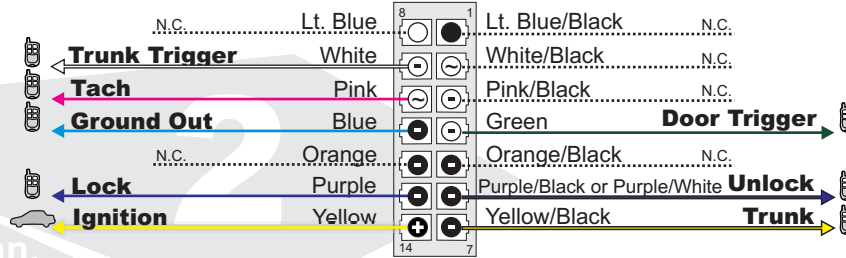 8 1
N.C. Lt. Blue Lt. Blue/Black N.C.
Trunk Trigger White White/Black N.C.
Tach Pink Pink/Black N.C.
Ground Out Blue Green Door Trigger
N.C. Orange Orange/Black N.C.
Lock Purple Purple/Black or Purple/White Unlock
Ignition Yellow Yellow/Black Trunk
14 7
2
an.